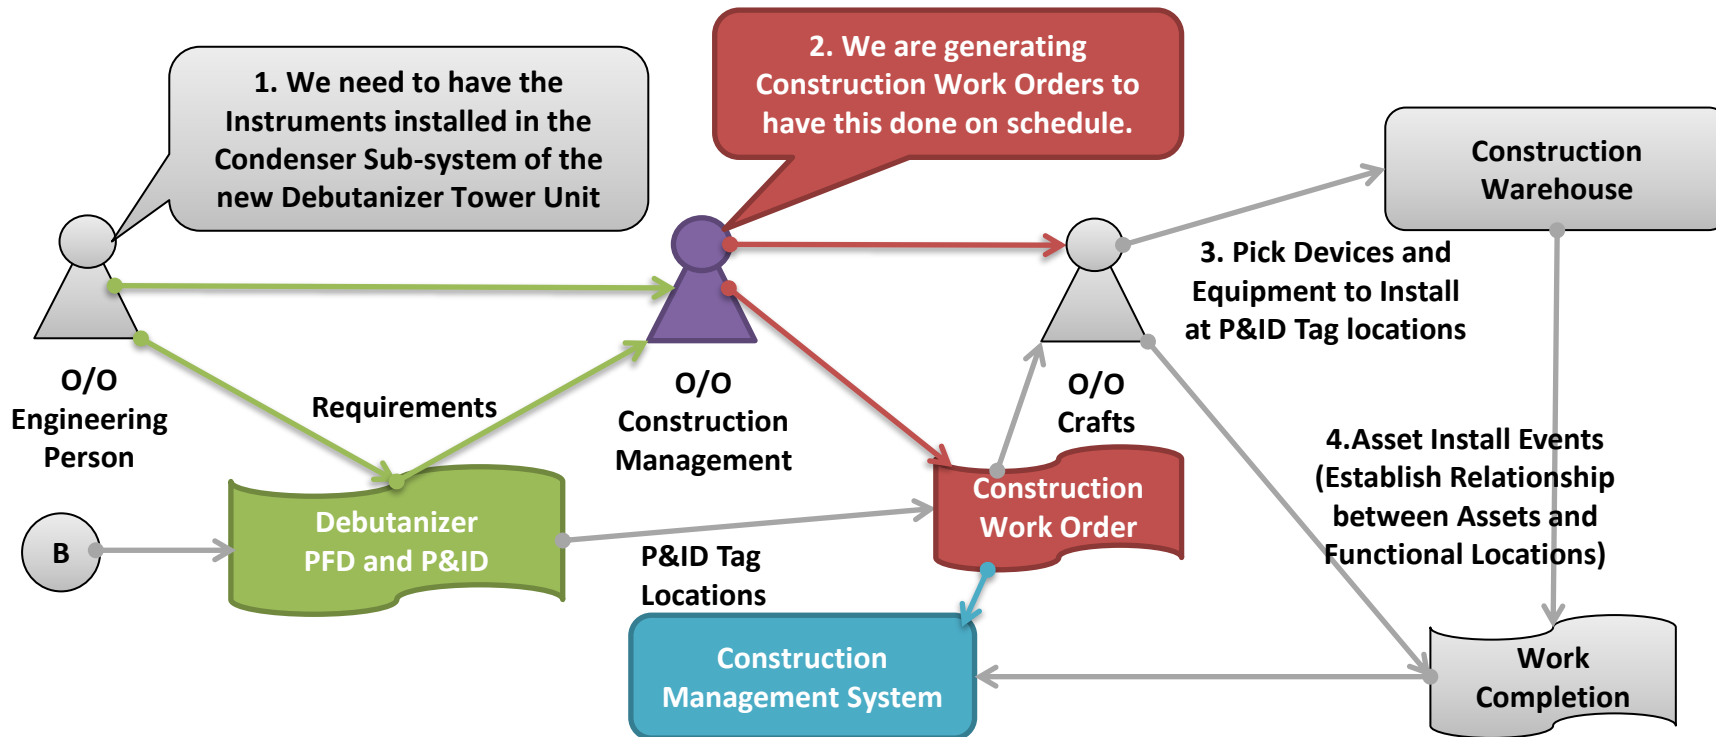 1. We need to have the
Instruments installed in the
Condenser Sub-system of the
new Debutanizer Tower Unit
2. We are generating
Construction Work Orders to
have this done on schedule.
Construction
Warehouse
3. Pick Devices and
Equipment to Install
at P&ID Tag locations
O/O
Engineering
Person
Requirements
O/O
Construction
Management
O/O
Crafts
4.Asset Install Events
(Establish Relationship
between Assets and
Functional Locations)
B
Debutanizer
PFD and P&ID
P&ID Tag
Locations
Construction
Work Order
Construction
Management System
Work
Completion